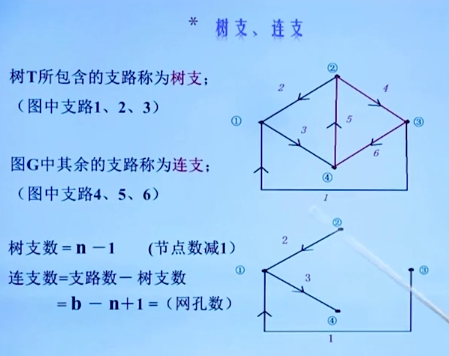 * 树支、连支
树T所包含的支路称为树支；
（图中支路1、2、3）
图G中其余的支路称为连支；
（图中支路4、5、6）
树支数 = n －1 (节点数减1）
连支数=支路数－ 树支数
= b － n＋1 =（网孔数）
②
2
4
①
5
③
3
6
④
1
②
2
①
③
3
④
1